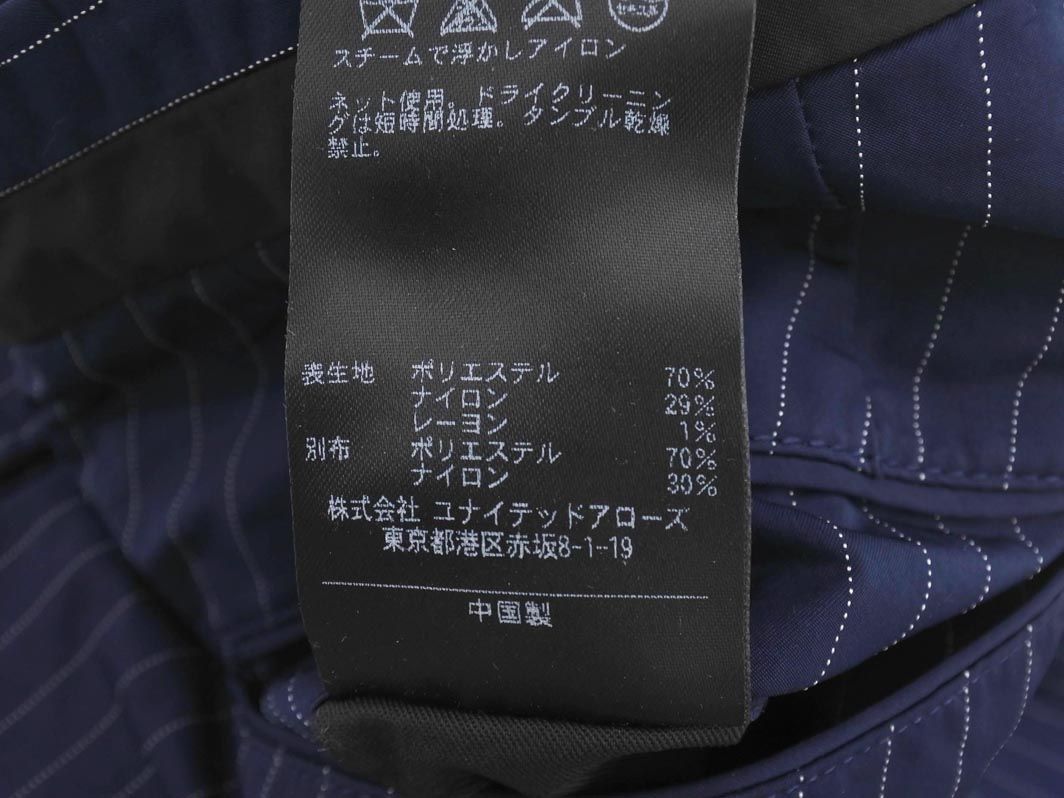 スチームで浮かしアイロン
ネット使用。ドライクリーニン
グは短時間処理。タンブル乾燥
禁止。
表生地 ポリエステル 70%
ナイロン 29%
レーヨン 1%
別布 ポリエステル 70%
ナイロン 30%
株式会社 ユナイテッドアローズ
東京都港区赤坂8-1-19
中国製